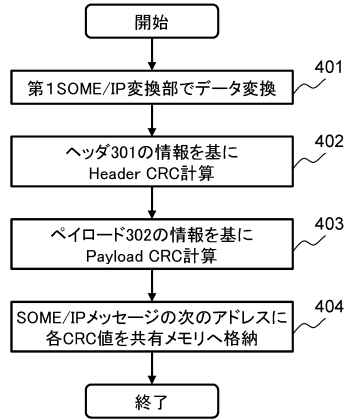 開始
第1SOME/IP変換部でデータ変換
401
ヘッダ301の情報を基に
Header CRC計算
402
ペイロード302の情報を基に
Payload CRC計算
403
SOME/IPメッセージの次のアドレスに
各CRC値を共有メモリへ格納
404
終了